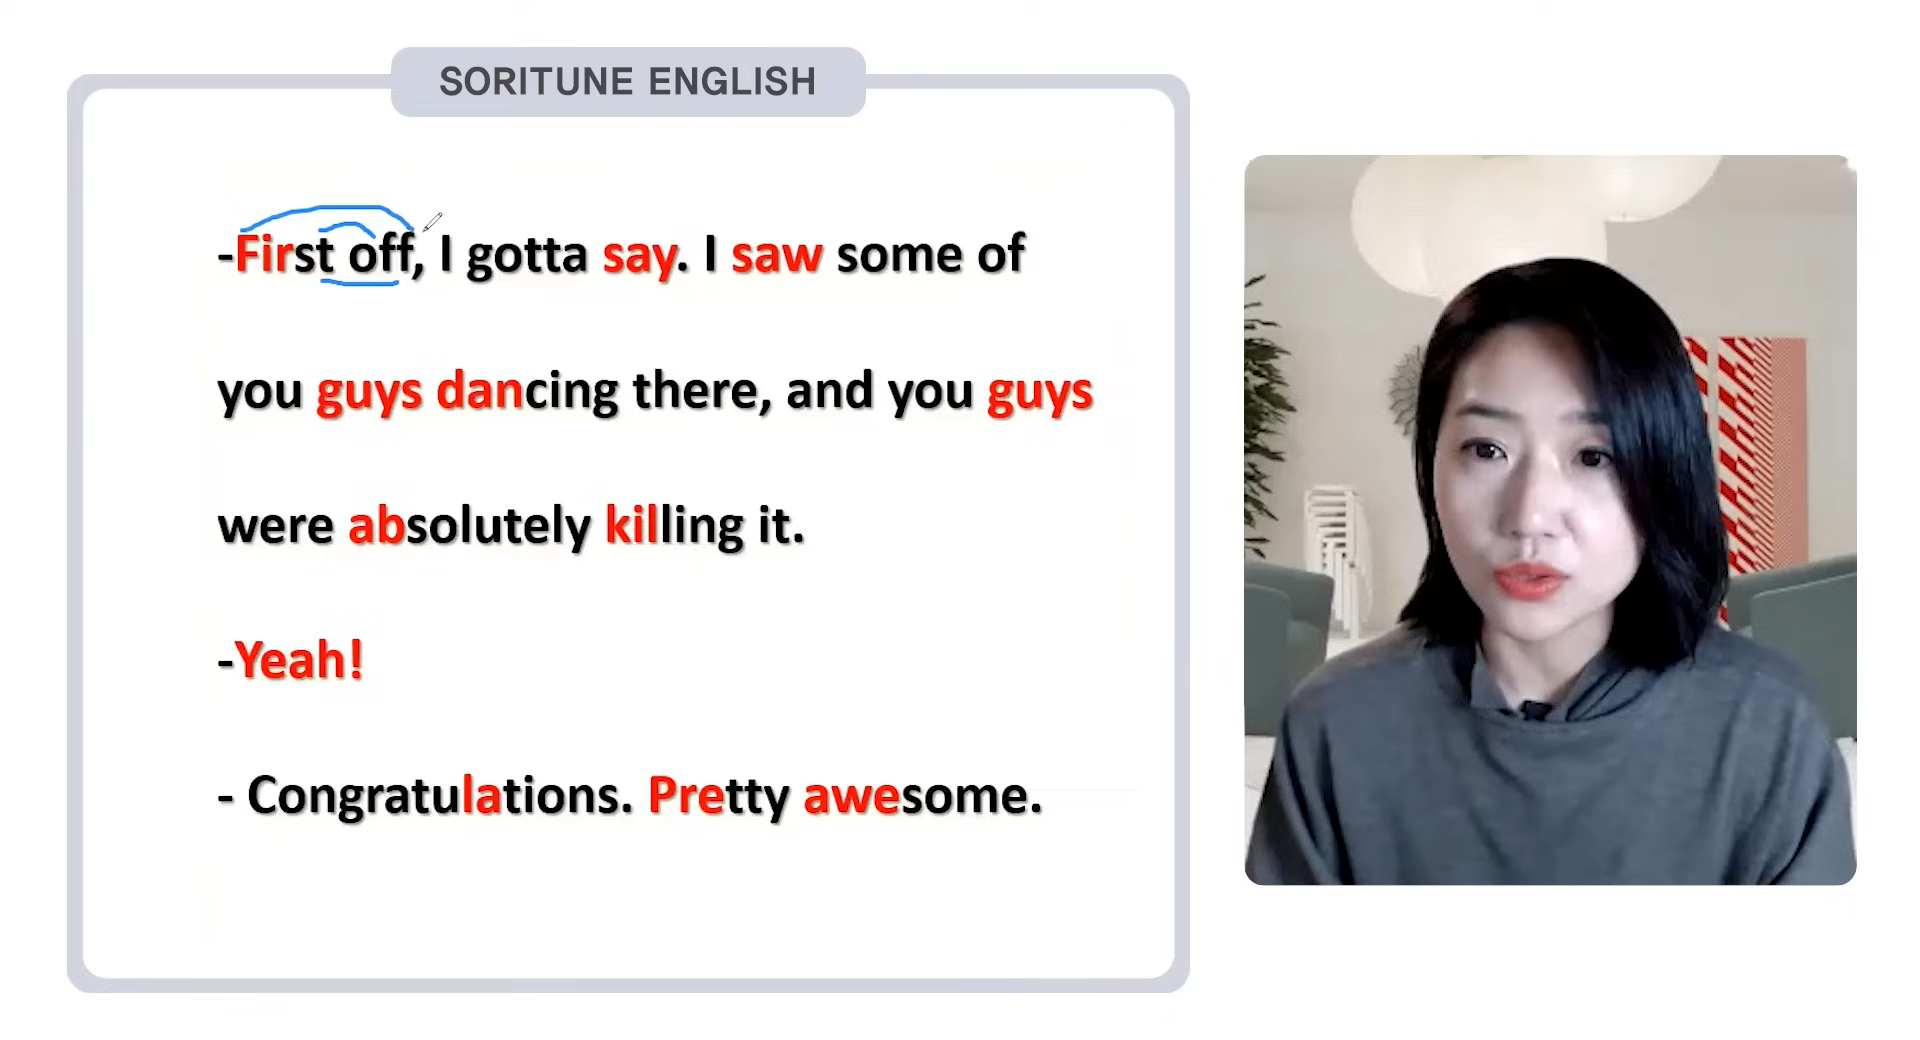 SORITUNE ENGLISH
-First off, I gotta say. I saw some of
you guys dancing there, and you guys
were absolutely killing it.
-Yeah!
- Congratulations. Pretty awesome.